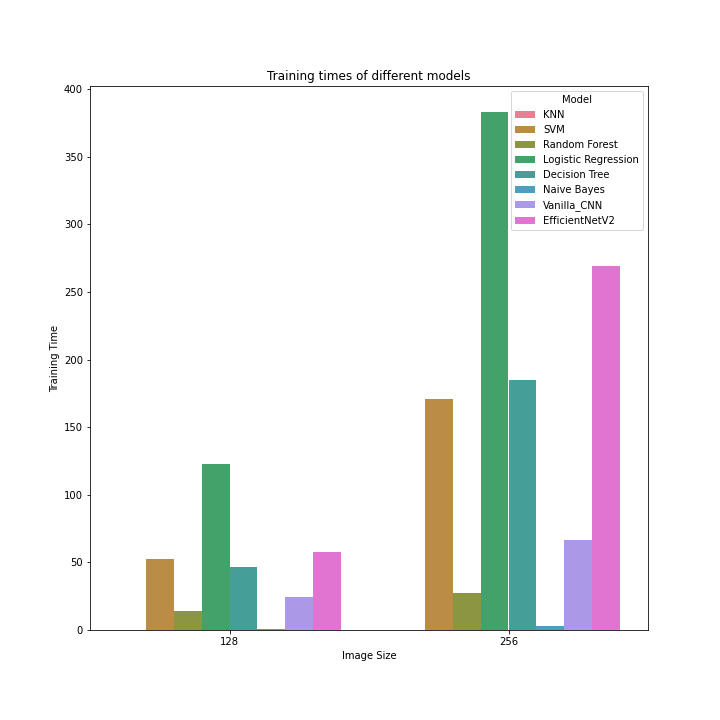 Training times of different models
400
350
300
250
200
150
100
50
0
Training Time
Model
KNN
SVM
Random Forest
Logistic Regression
Decision Tree
Naive Bayes
Vanilla_CNN
EfficientNetV2
128
256
Image Size